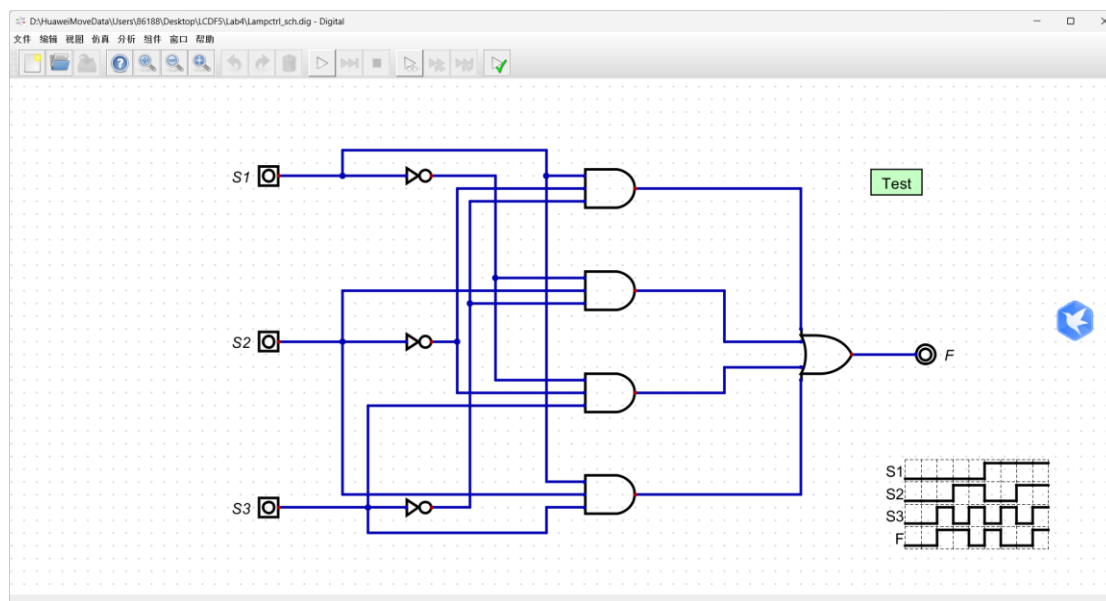 D:\HuaweiMoveData\Users\86188\Desktop\LCDF5\Lab4\Lampctrl_sch.dig - Digital
文件 编辑 视图 仿真 分析 组件 窗口 帮助
S1
Test
S2
F
S3
S1
S2
S3
F